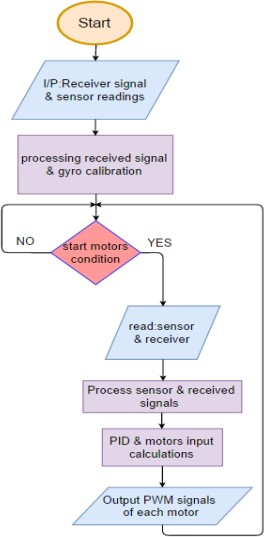 Start
I/P:Receiver signal
& sensor readings
processing received signal
& gyro calibration
NO
start motors
condition
YES
read:sensor
& receiver
Process sensor & received
signals
PID & motors input
calculations
Output PWM signals
of each motor